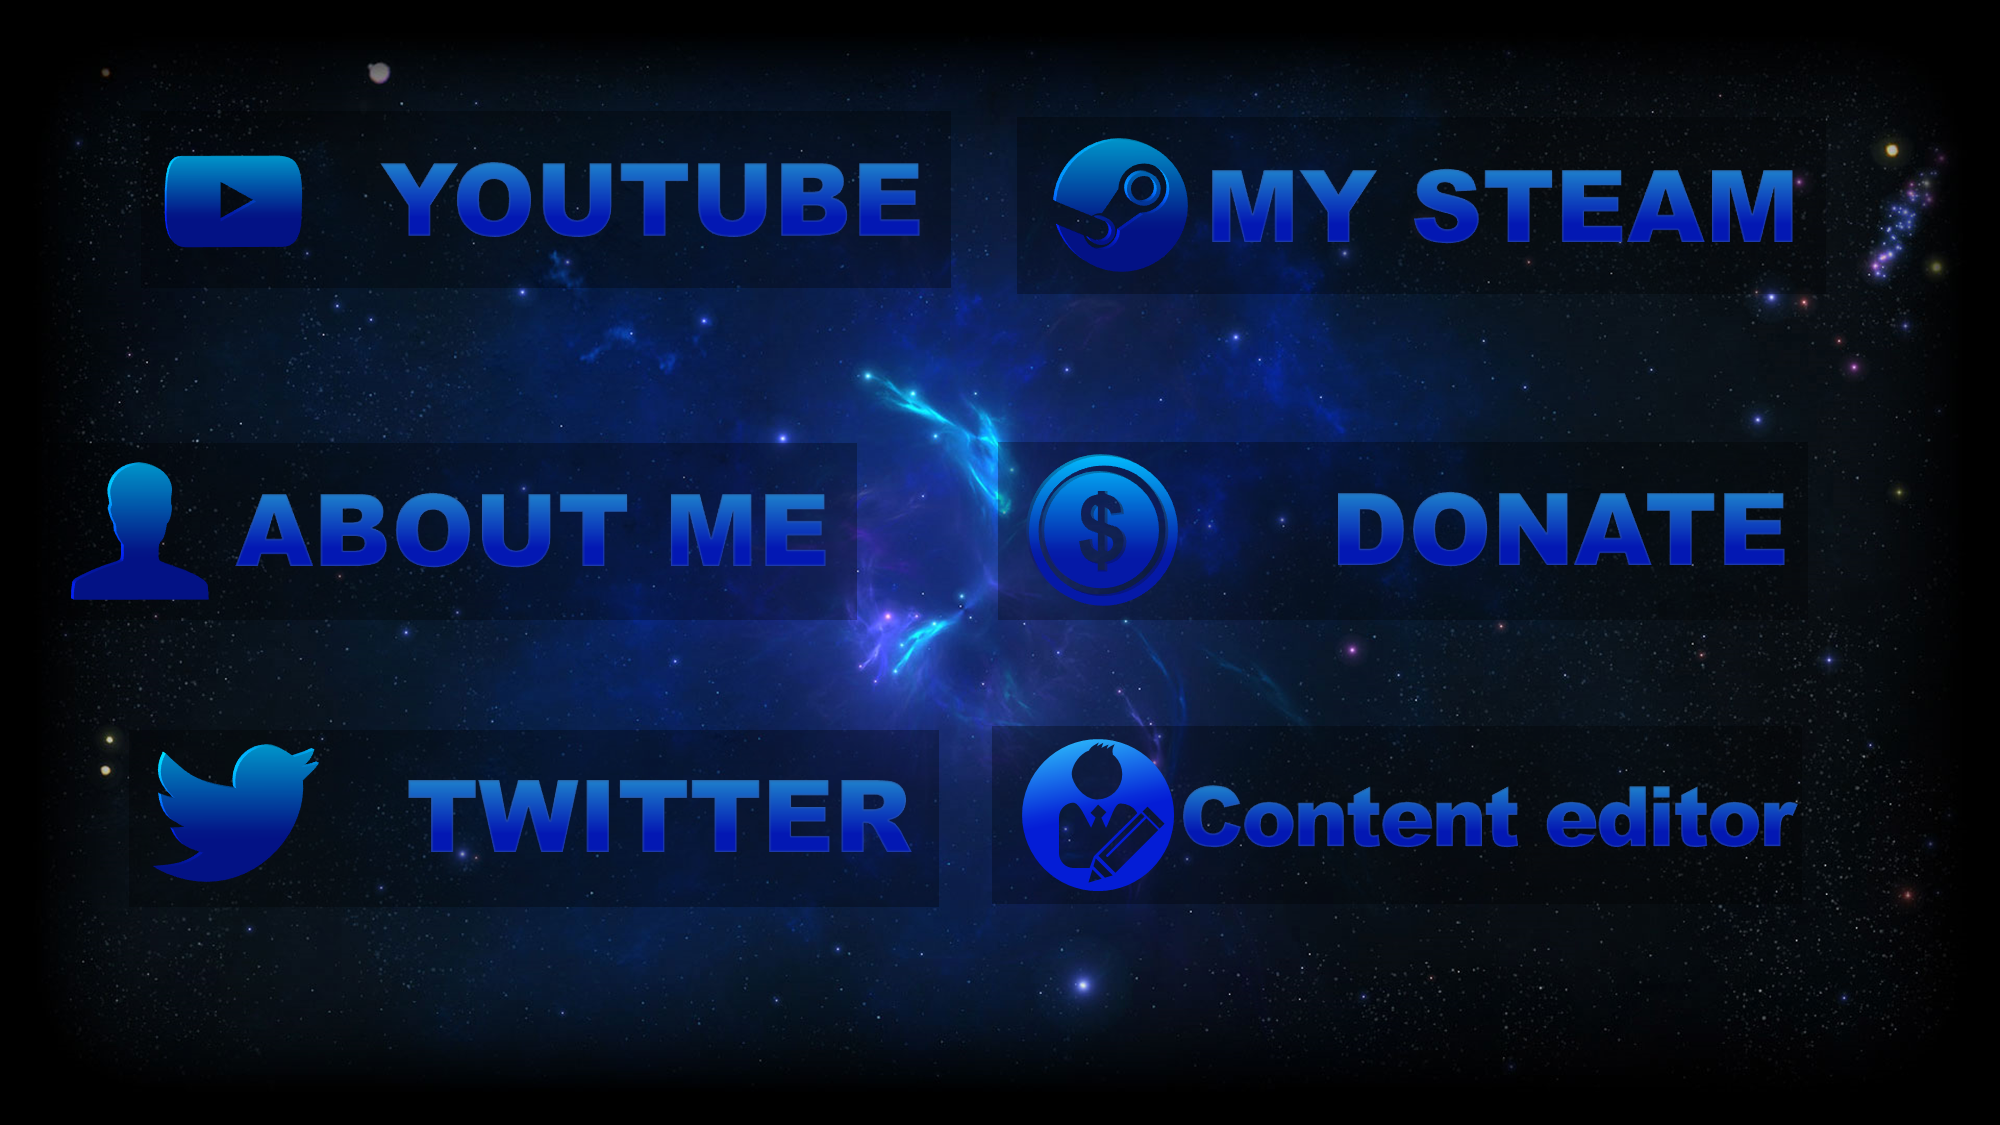 YOUTUBE
MY STEAM
ABOUT ME
$
DONATE
TWITTER
Content editor